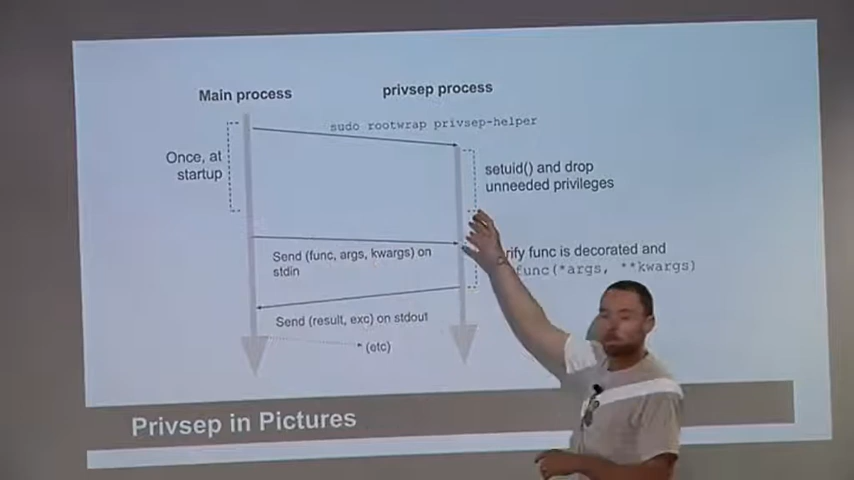 Main process
privsep process
sudo rootwrap privsep-helper
Once, at
startup
setuid() and drop
unneeded privileges
Send (func, args, kwargs) on
stdin
rify func is decorated and
func(*args, **kwargs)
Send (result, exc) on stdout
(etc)
Privsep in Pictures